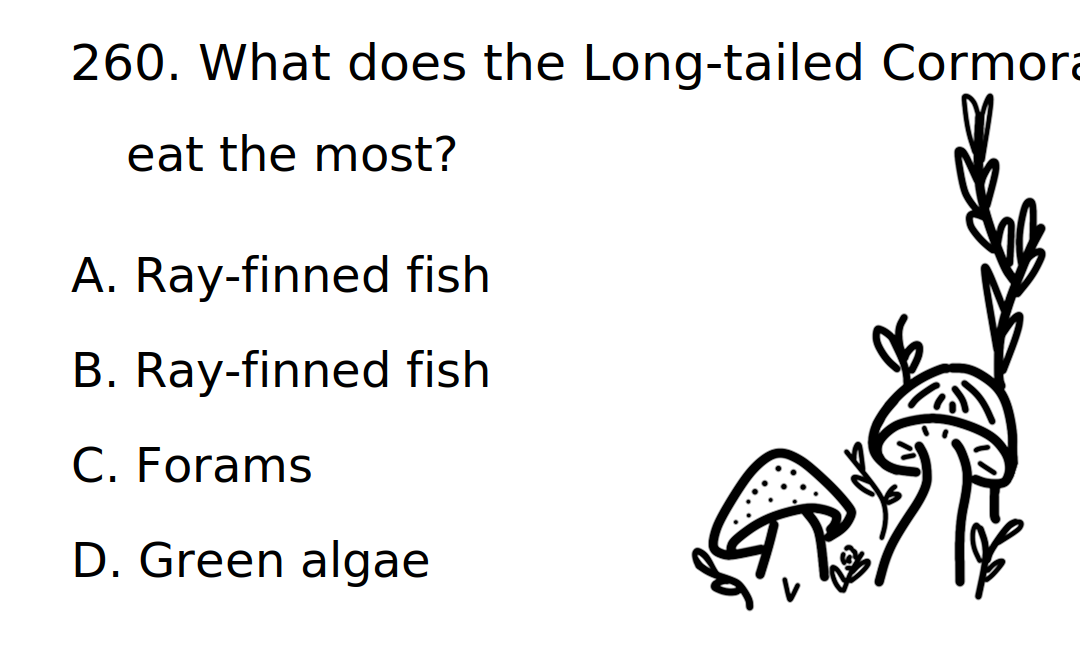 260. What does the Long-tailed Cormora
eat the most?
A. Ray-finned fish
B. Ray-finned fish
C. Forams
D. Green algae